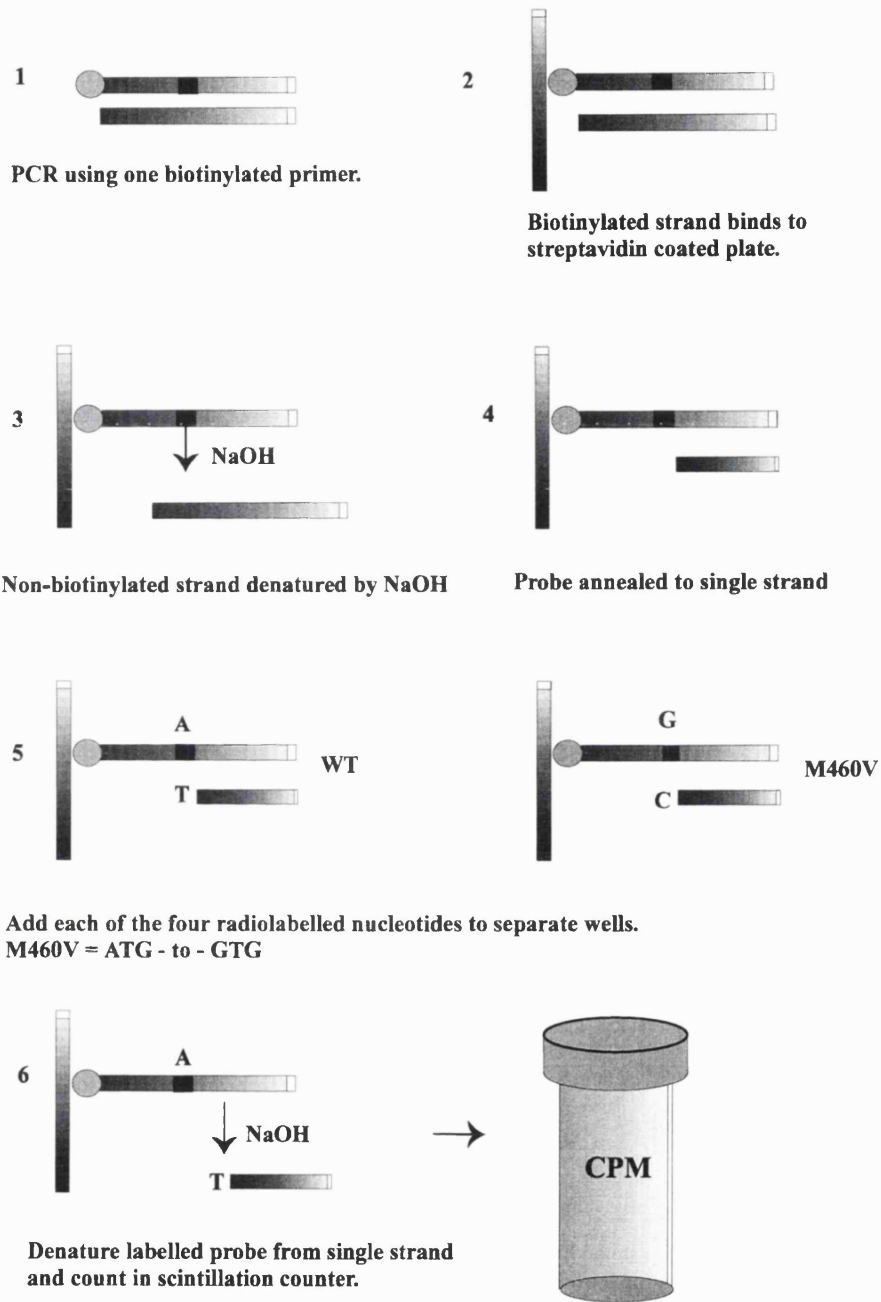 1
PCR using one biotinylated primer.
2
Biotinylated strand binds to
streptavidin coated plate.
3
NaOH
Non-biotinylated strand denatured by NaOH
4
Probe annealed to single strand
5
A
T
WT
G
C
M460V
Add each of the four radiolabelled nucleotides to separate wells.
M460V = ATG - to - GTG
6
A
NaOH
T
CPM
Denature labelled probe from single strand
and count in scintillation counter.